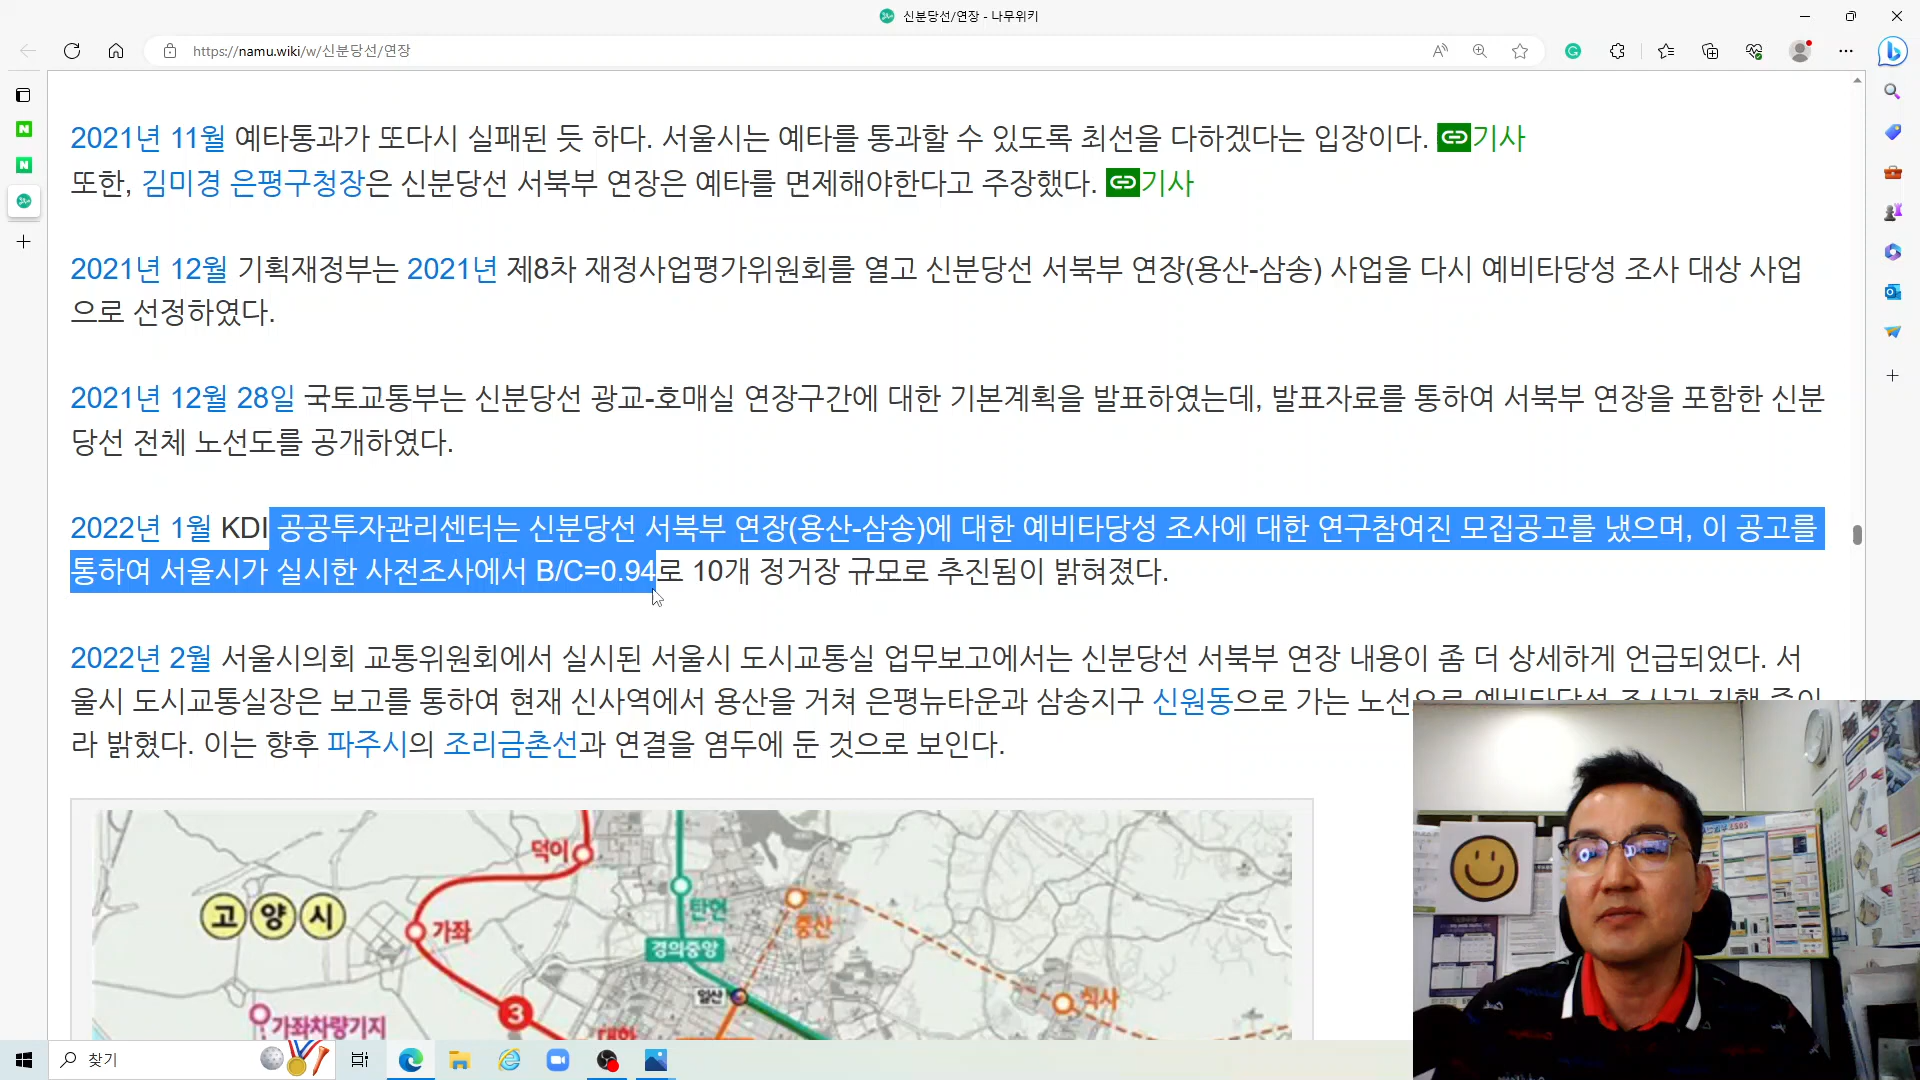 신분당선/연장 - 나무위키
https://namu.wiki/w/신분당선/연장
2021년 11월 예타통과가 또다시 실패된 듯 하다. 서울시는 예타를 통과할 수 있도록 최선을 다하겠다는 입장이다. 기사
또한, 김미경 은평구청장은 신분당선 서북부 연장은 예타를 면제해야한다고 주장했다. 기사
2021년 12월 기획재정부는 2021년 제8차 재정사업평가위원회를 열고 신분당선 서북부 연장(용산-삼송) 사업을 다시 예비타당성 조사 대상 사업
으로 선정하였다.
2021년 12월 28일 국토교통부는 신분당선 광교-호매실 연장구간에 대한 기본계획을 발표하였는데, 발표자료를 통하여 서북부 연장을 포함한 신분
당선 전체 노선도를 공개하였다.
2022년 1월 KDI 공공투자관리센터는 신분당선 서북부 연장(용산-삼송)에 대한 예비타당성 조사에 대한 연구참여진 모집공고를 냈으며, 이 공고를
통하여 서울시가 실시한 사전조사에서 B/C=0.94로 10개 정거장 규모로 추진됨이 밝혀졌다.
2022년 2월 서울시의회 교통위원회에서 실시된 서울시 도시교통실 업무보고에서는 신분당선 서북부 연장 내용이 좀 더 상세하게 언급되었다. 서
울시 도시교통실장은 보고를 통하여 현재 신사역에서 용산을 거쳐 은평뉴타운과 삼송지구 신원동으로 가는 노선으로 예비타당성 조사가 진행 중이
라 밝혔다. 이는 향후 파주시의 조리금촌선과 연결을 염두에 둔 것으로 보인다.
덕이
탄현
중산
고양시
가좌
경의중앙
일산
식사
3
가좌차량기지
대화
찾기